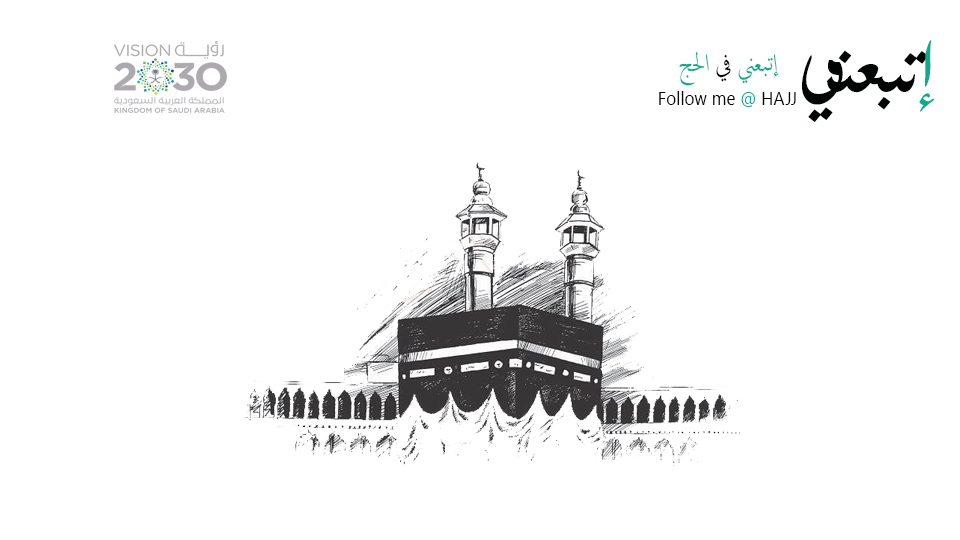 VISION رؤيـــة
2030
المملكة العربية السعودية
KINGDOM OF SAUDI ARABIA
إتبعني
إتبعني في الحج
Follow me @ HAJJ